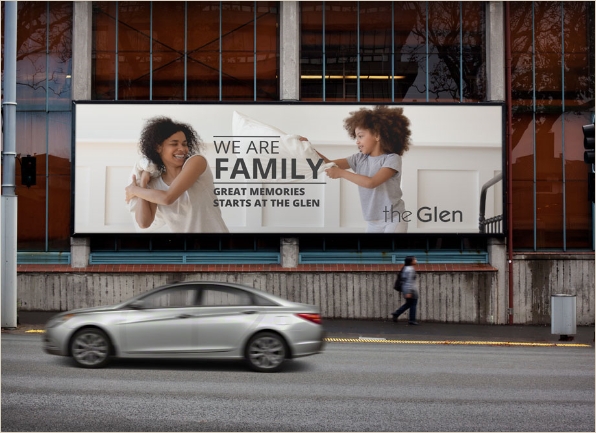 WE ARE
FAMILY
GREAT MEMORIES
STARTS AT THE GLEN
the Glen